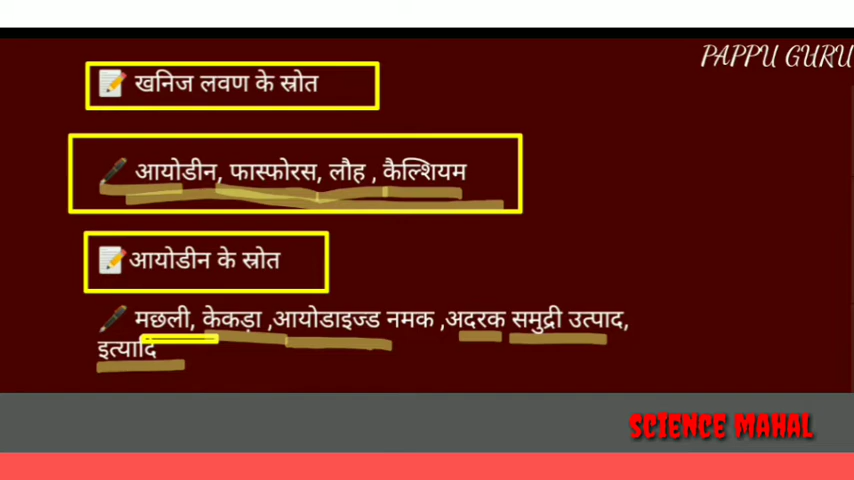 PAPPU GURU
📝 खनिज लवण के स्रोत
🖋 आयोडीन, फास्फोरस, लौह , कैल्शियम
📝आयोडीन के स्रोत
🖋 मछली, केकड़ा ,आयोडाइज्ड नमक ,अदरक समुद्री उत्पाद,
इत्यादि
SCIENCE MAHAL